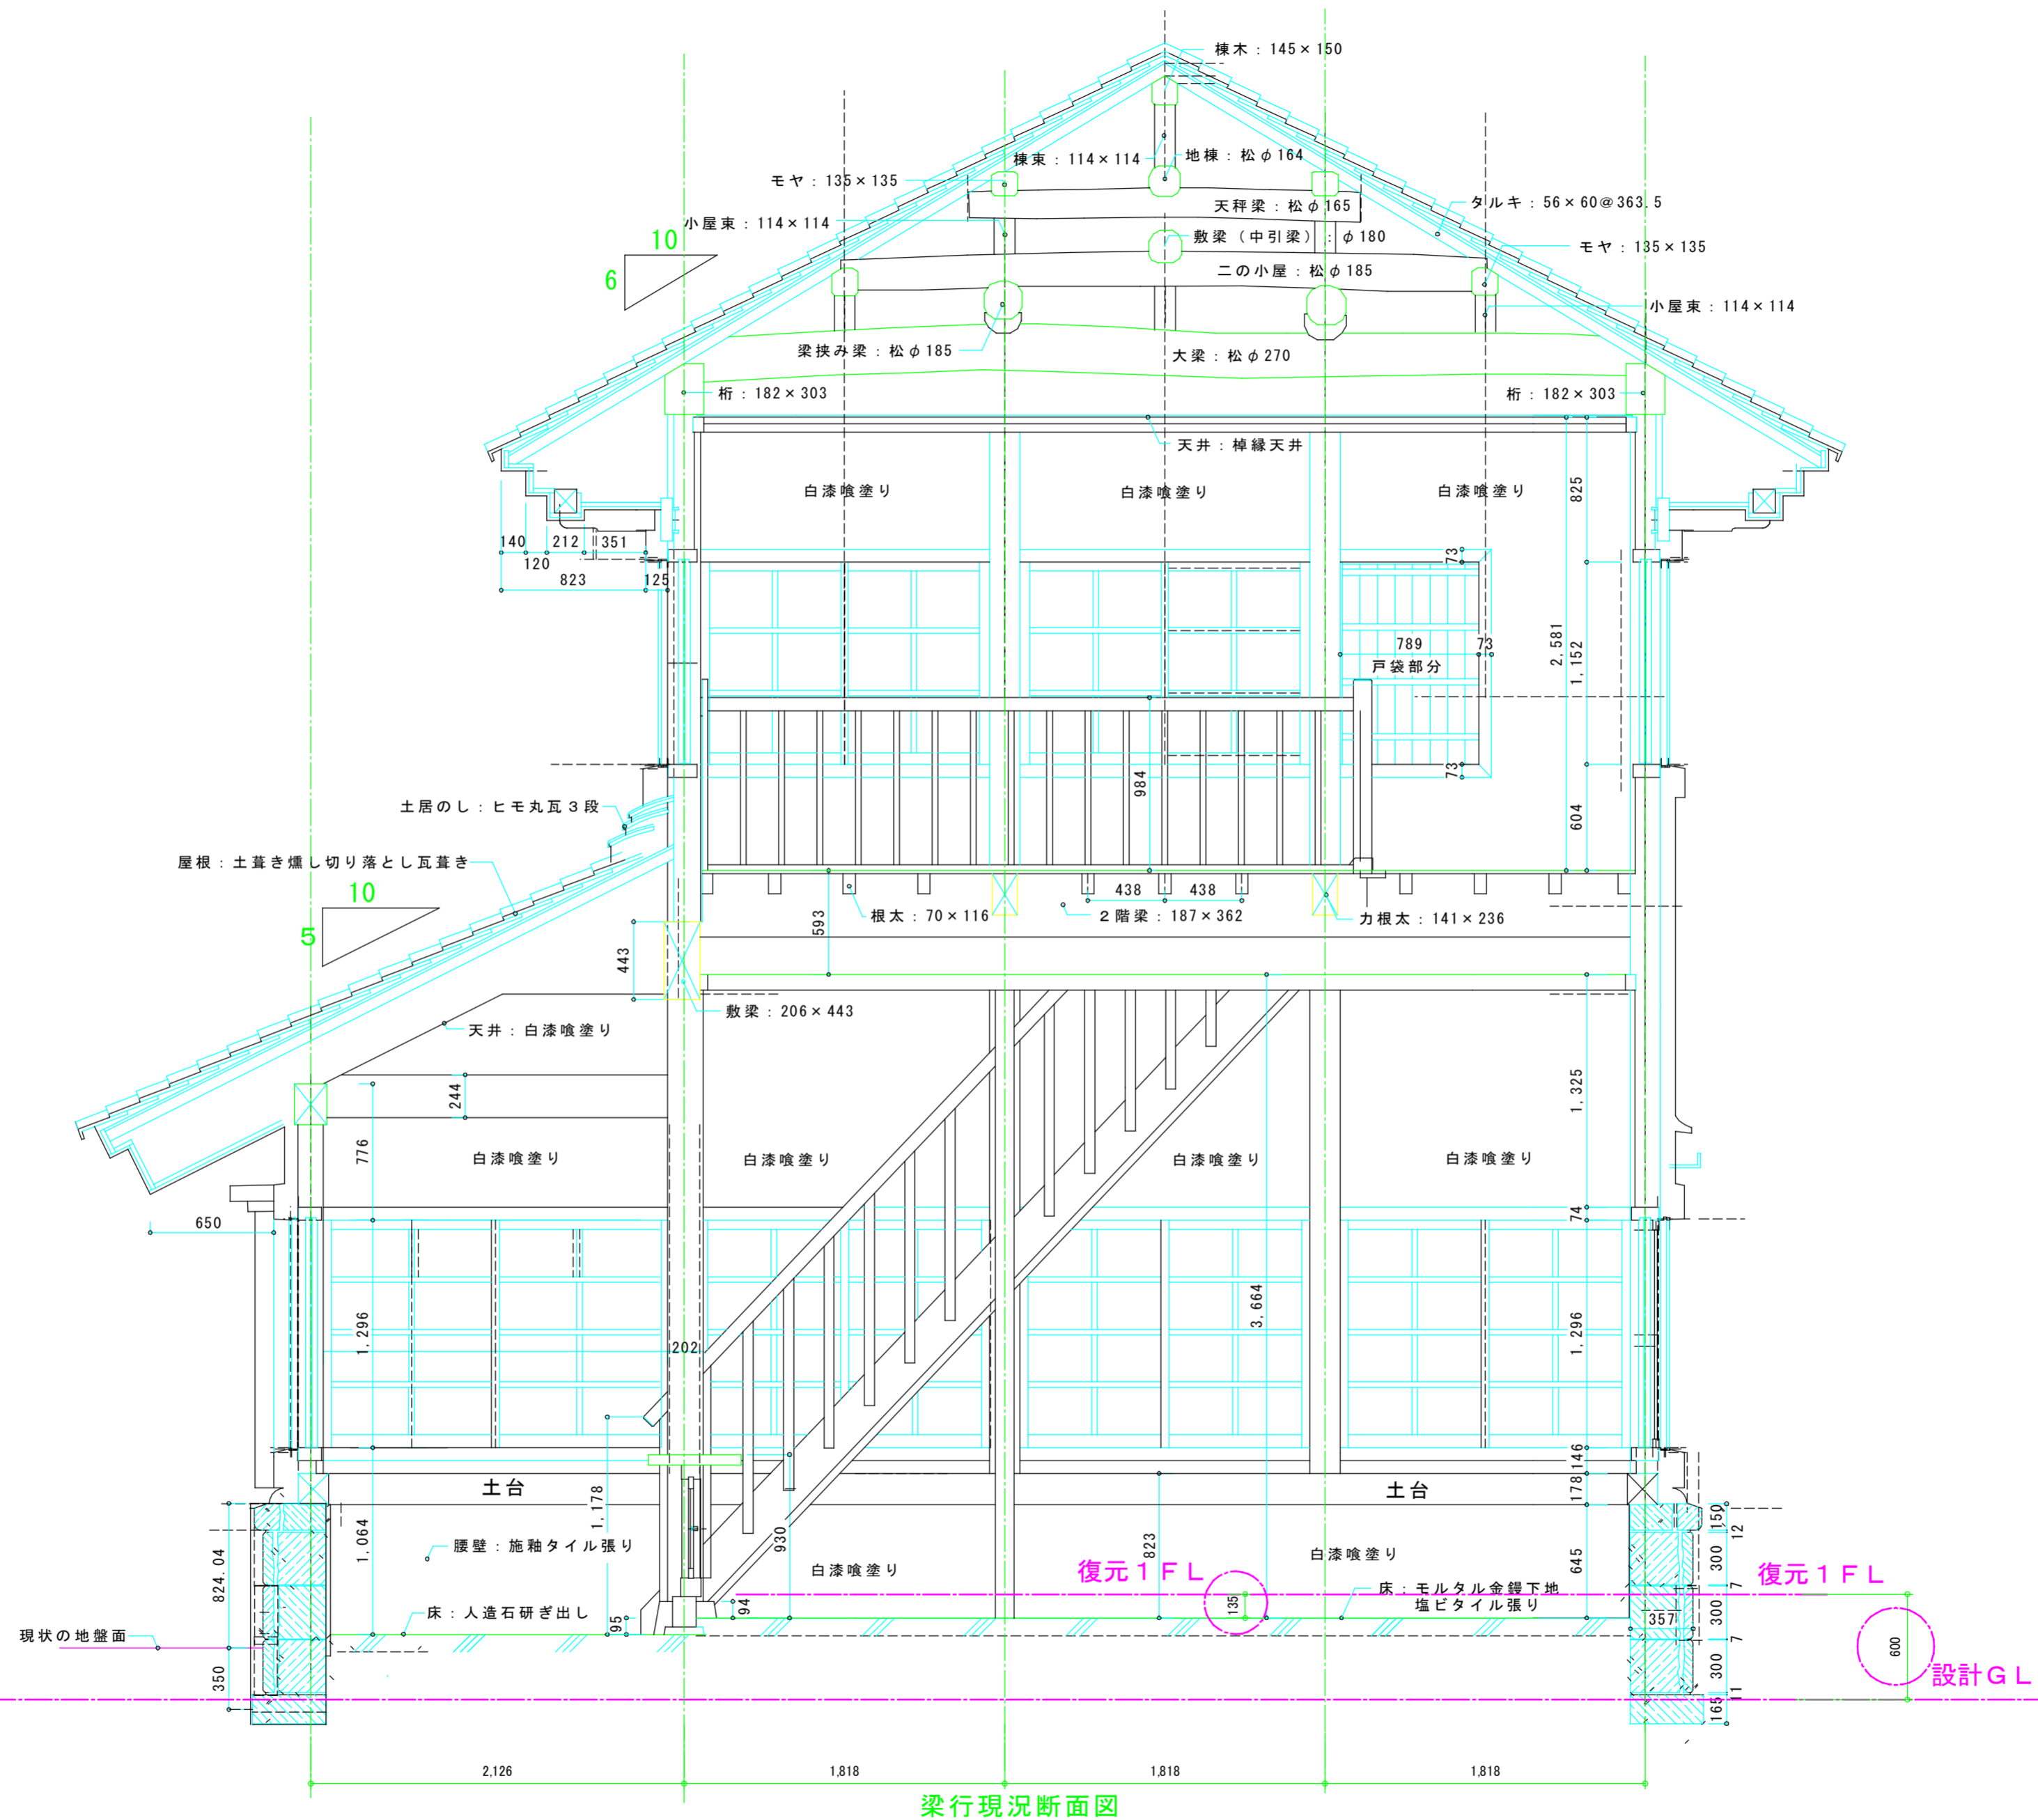 棟木：145×150
棟束：114×114
地棟：松φ164
モヤ：135×135
天秤梁：松φ165
タルキ：56×60@363.5
小屋束：114×114
10
6
敷梁（中引梁）：φ180
モヤ：135×135
二の小屋：松φ185
小屋束：114×114
梁挟み梁：松φ185
大梁：松φ270
桁：182×303
桁：182×303
天井：棹縁天井
白漆喰塗り
白漆喰塗り
白漆喰塗り
825
140
212
351
120
823
125
73
2,581
1,152
789
73
戸袋部分
73
984
604
土居のし：ヒモ丸瓦３段
屋根：土葺き燻し切り落とし瓦葺き
10
5
438
438
根太：70×116
２階梁：187×362
力根太：141×236
593
443
敷梁：206×443
天井：白漆喰塗り
244
776
1,325
白漆喰塗り
白漆喰塗り
白漆喰塗り
白漆喰塗り
650
74
1,296
202
3,664
1,296
146
土台
土台
178
1,178
1,064
930
823
824.04
腰壁：施釉タイル張り
白漆喰塗り
白漆喰塗り
645
150
12
300
7
300
7
300
11
165
復元１ＦＬ
復元１ＦＬ
床：モルタル金鏝下地
塩ビタイル張り
135
357
床：人造石研ぎ出し
95
94
現状の地盤面
350
600
設計ＧＬ
2,126
1,818
1,818
1,818
梁行現況断面図